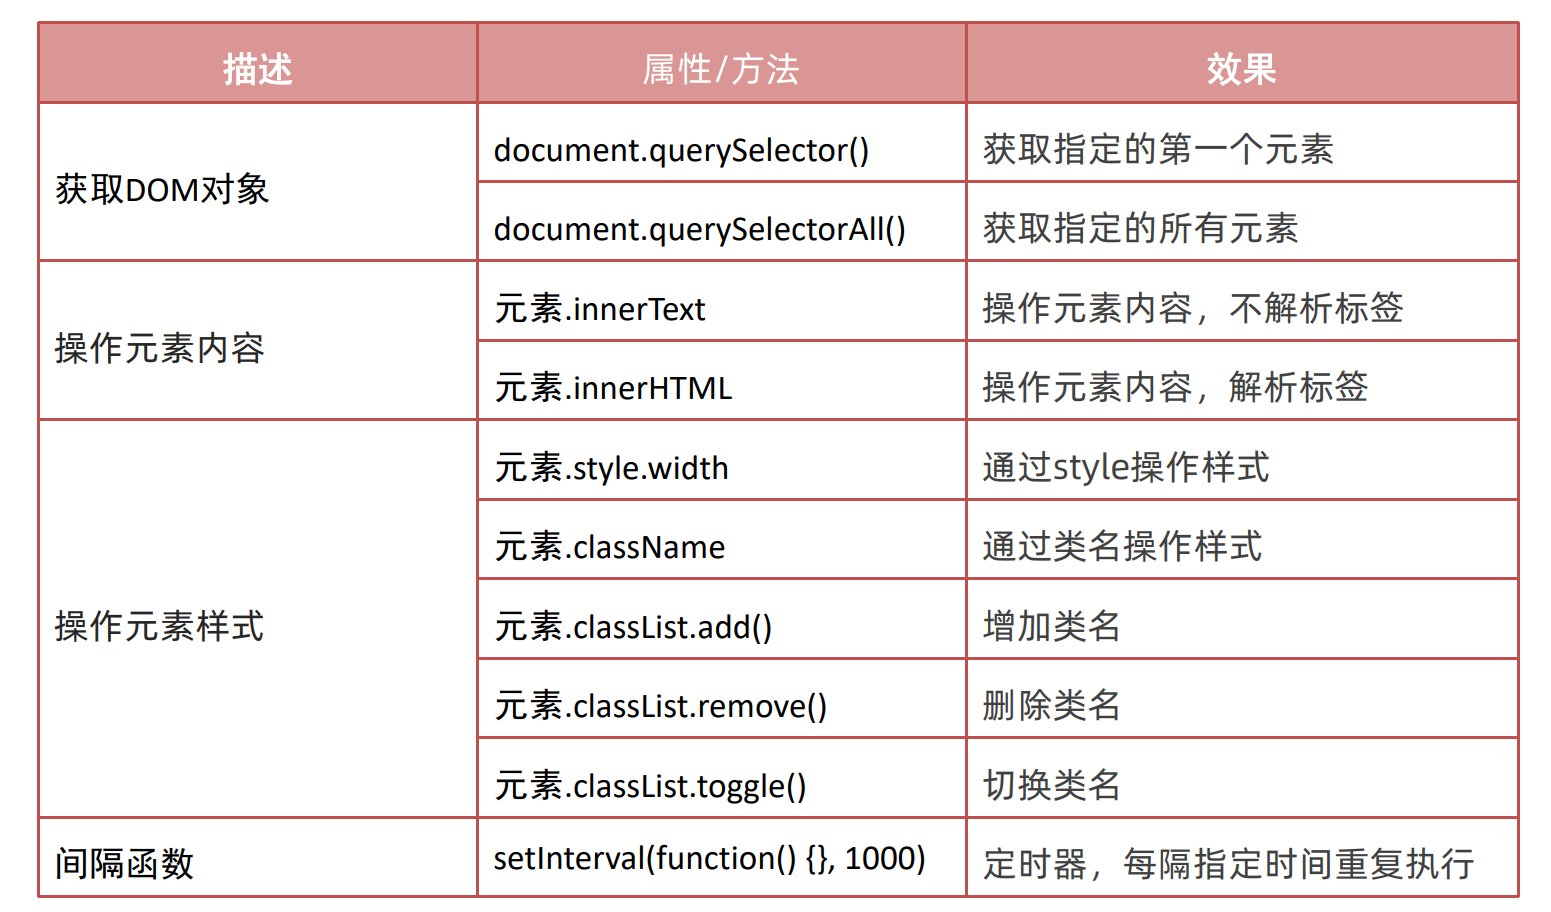 描述 属性/方法 效果
获取DOM对象 document.querySelector() 获取指定的第一个元素
document.querySelectorAll() 获取指定的所有元素
操作元素内容 元素.innerText 操作元素内容，不解析标签
元素.innerHTML 操作元素内容，解析标签
操作元素样式 元素.style.width 通过style操作样式
元素.className 通过类名操作样式
元素.classList.add() 增加类名
元素.classList.remove() 删除类名
元素.classList.toggle() 切换类名
间隔函数 setInterval(function() {}, 1000) 定时器，每隔指定时间重复执行